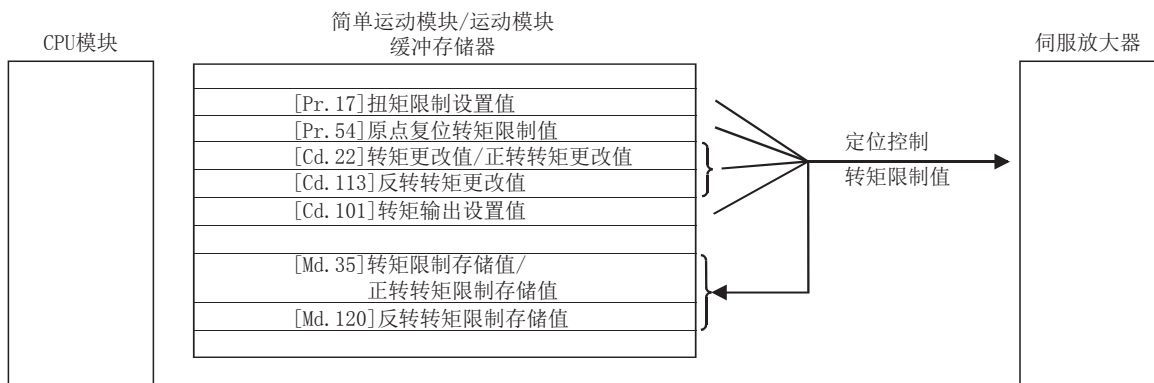 简单运动模块/运动模块
缓冲存储器
CPU模块
伺服放大器
[Pr.17]扭矩限制设置值
[Pr.54]原点复位转矩限制值
[Cd.22]转矩更改值/正转转矩更改值
[Cd.113]反转转矩更改值
[Cd.101]转矩输出设置值
定位控制
转矩限制值
[Md.35]转矩限制存储值/
正转转矩限制存储值
[Md.120]反转转矩限制存储值